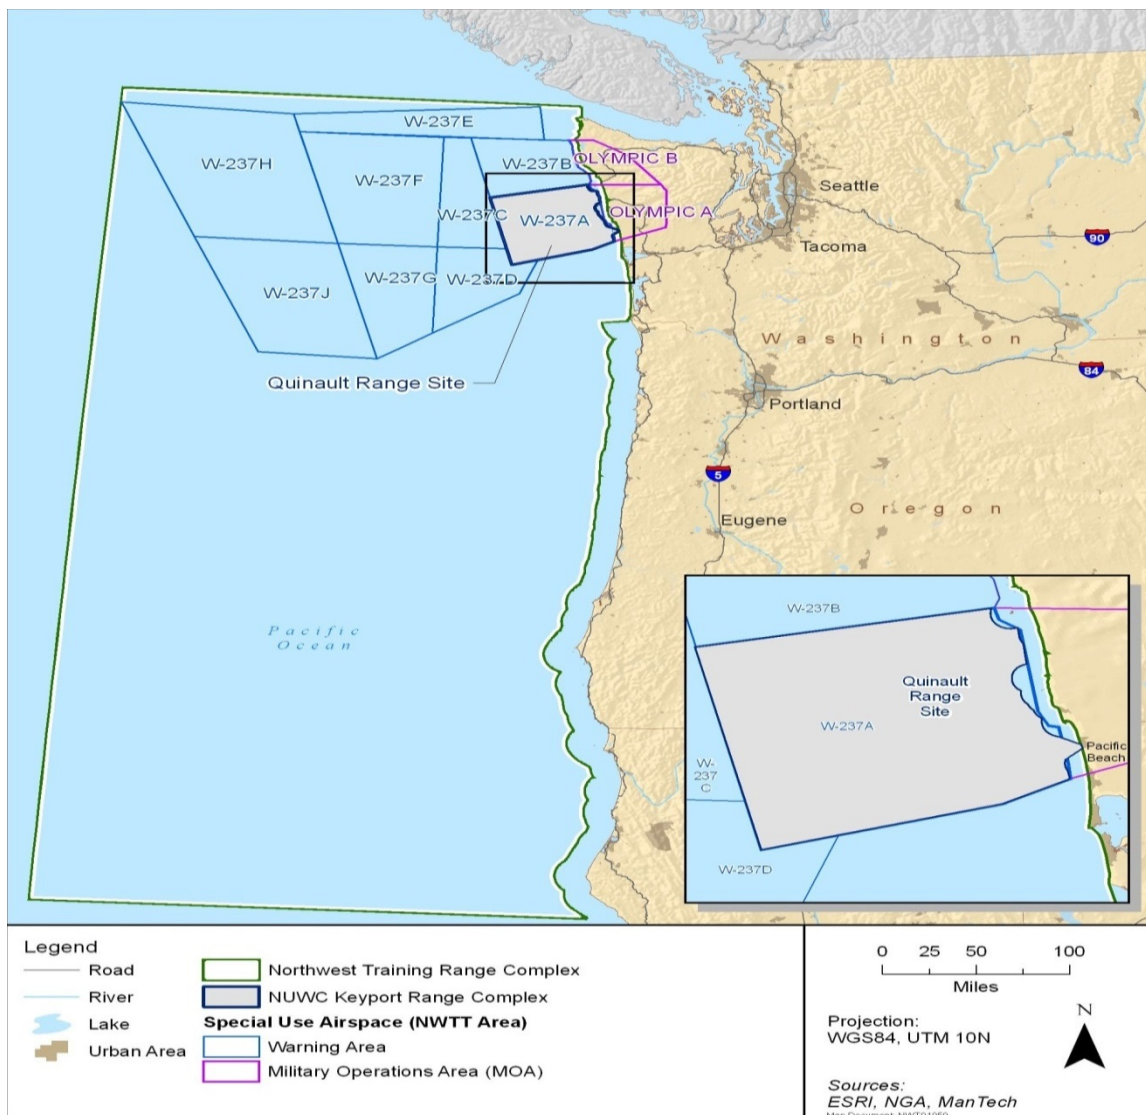 W-237E
W-237H
W-237F
W-237B
OLYMPIC B
W-237C
W-237A
OLYMPIC A
W-237G
W-237D
W-237J
Quinault Range Site
Seattle
Tacoma
90
Washington
84
Portland
5
Eugene
Oregon
Pacific
Ocean
W-237B
Quinault
Range
Site
W-237A
W-
237
C
Pacific
Beach
W-237D
Legend
Road
River
Lake
Urban Area
Northwest Training Range Complex
NUWC Keyport Range Complex
Special Use Airspace (NWTT Area)
Warning Area
Military Operations Area (MOA)
0 25 50 100
Miles
N
Projection:
WGS84, UTM 10N
Sources:
ESRI, NGA, ManTech